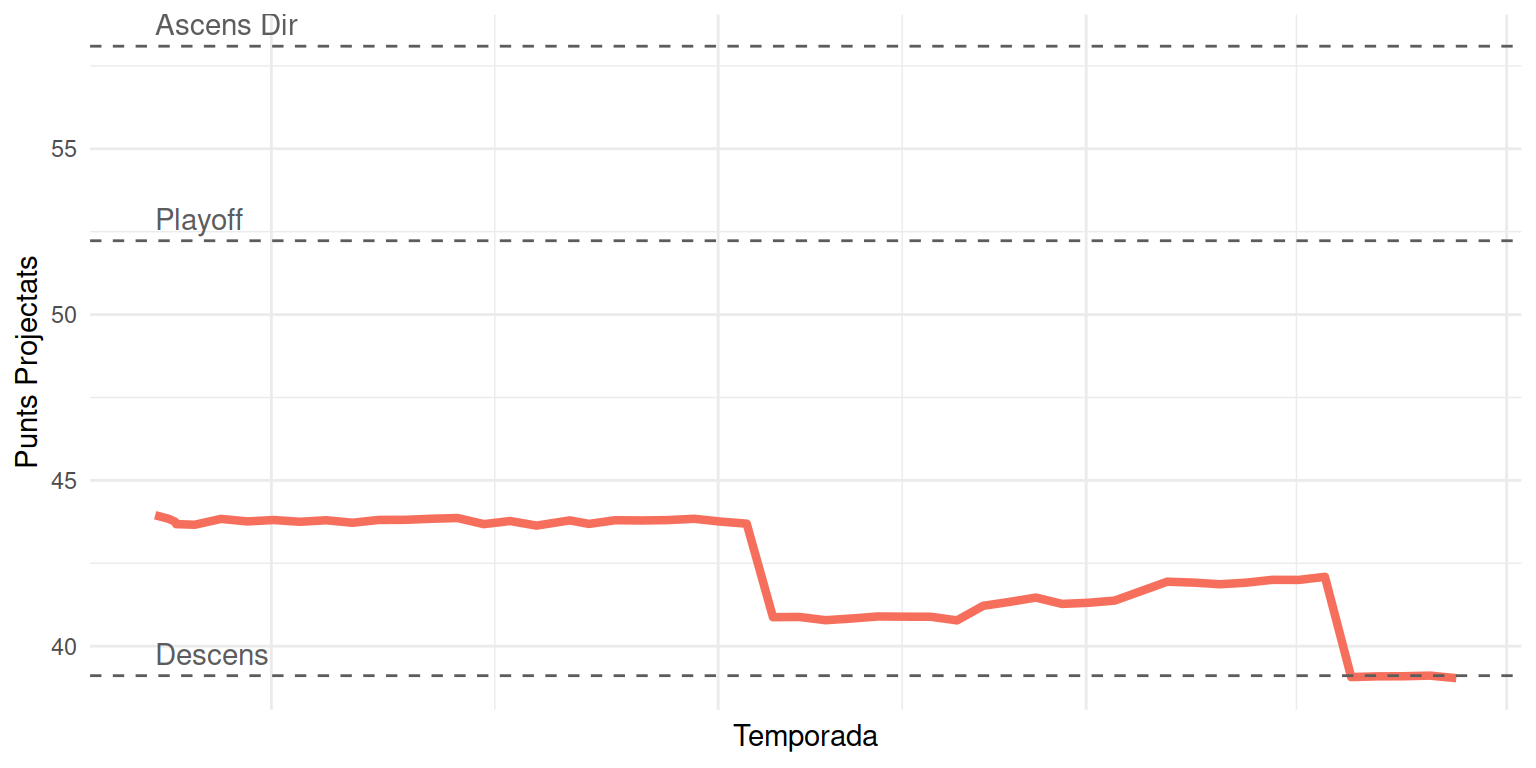 Ascens Dir
55
Playoff
50
45
40
Descens
Punts Projectats
Temporada